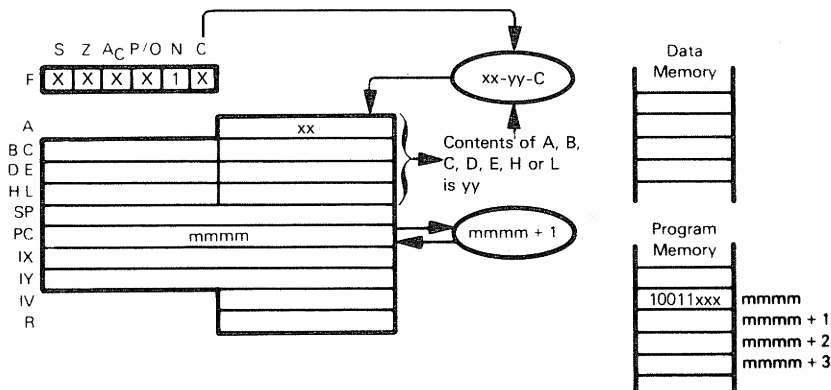 S Z AC P/O N C
F X X X X 1 X
xx-yy-C
A xx
B C
D E
H L
SP
PC mmmm
IX
IY
IV
R
Contents of A, B,
C, D, E, H or L
is yy
mmmm + 1
Data
Memory
Program
Memory
10011xxx mmmm
mmmm + 1
mmmm + 2
mmmm + 3